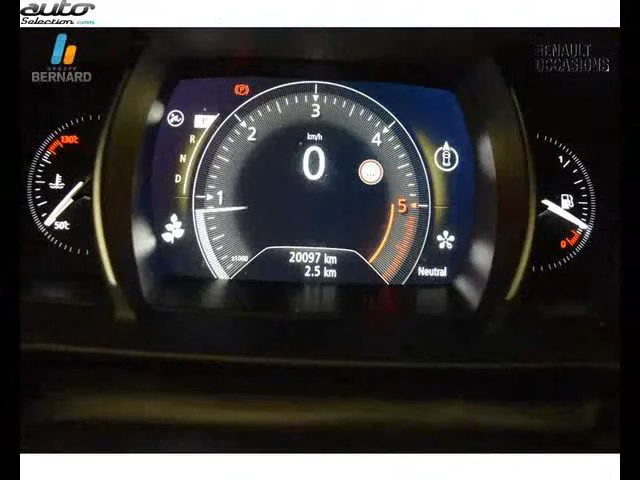 auto
Selection.com
GROUPE
BERNARD
RENAULT
OCCASIONS
(P)
130°C
50°C
P
R
N
D
1
2
3
4
5
km/h
0
x1000
20097 km
2.5 km
Neutral
1
0